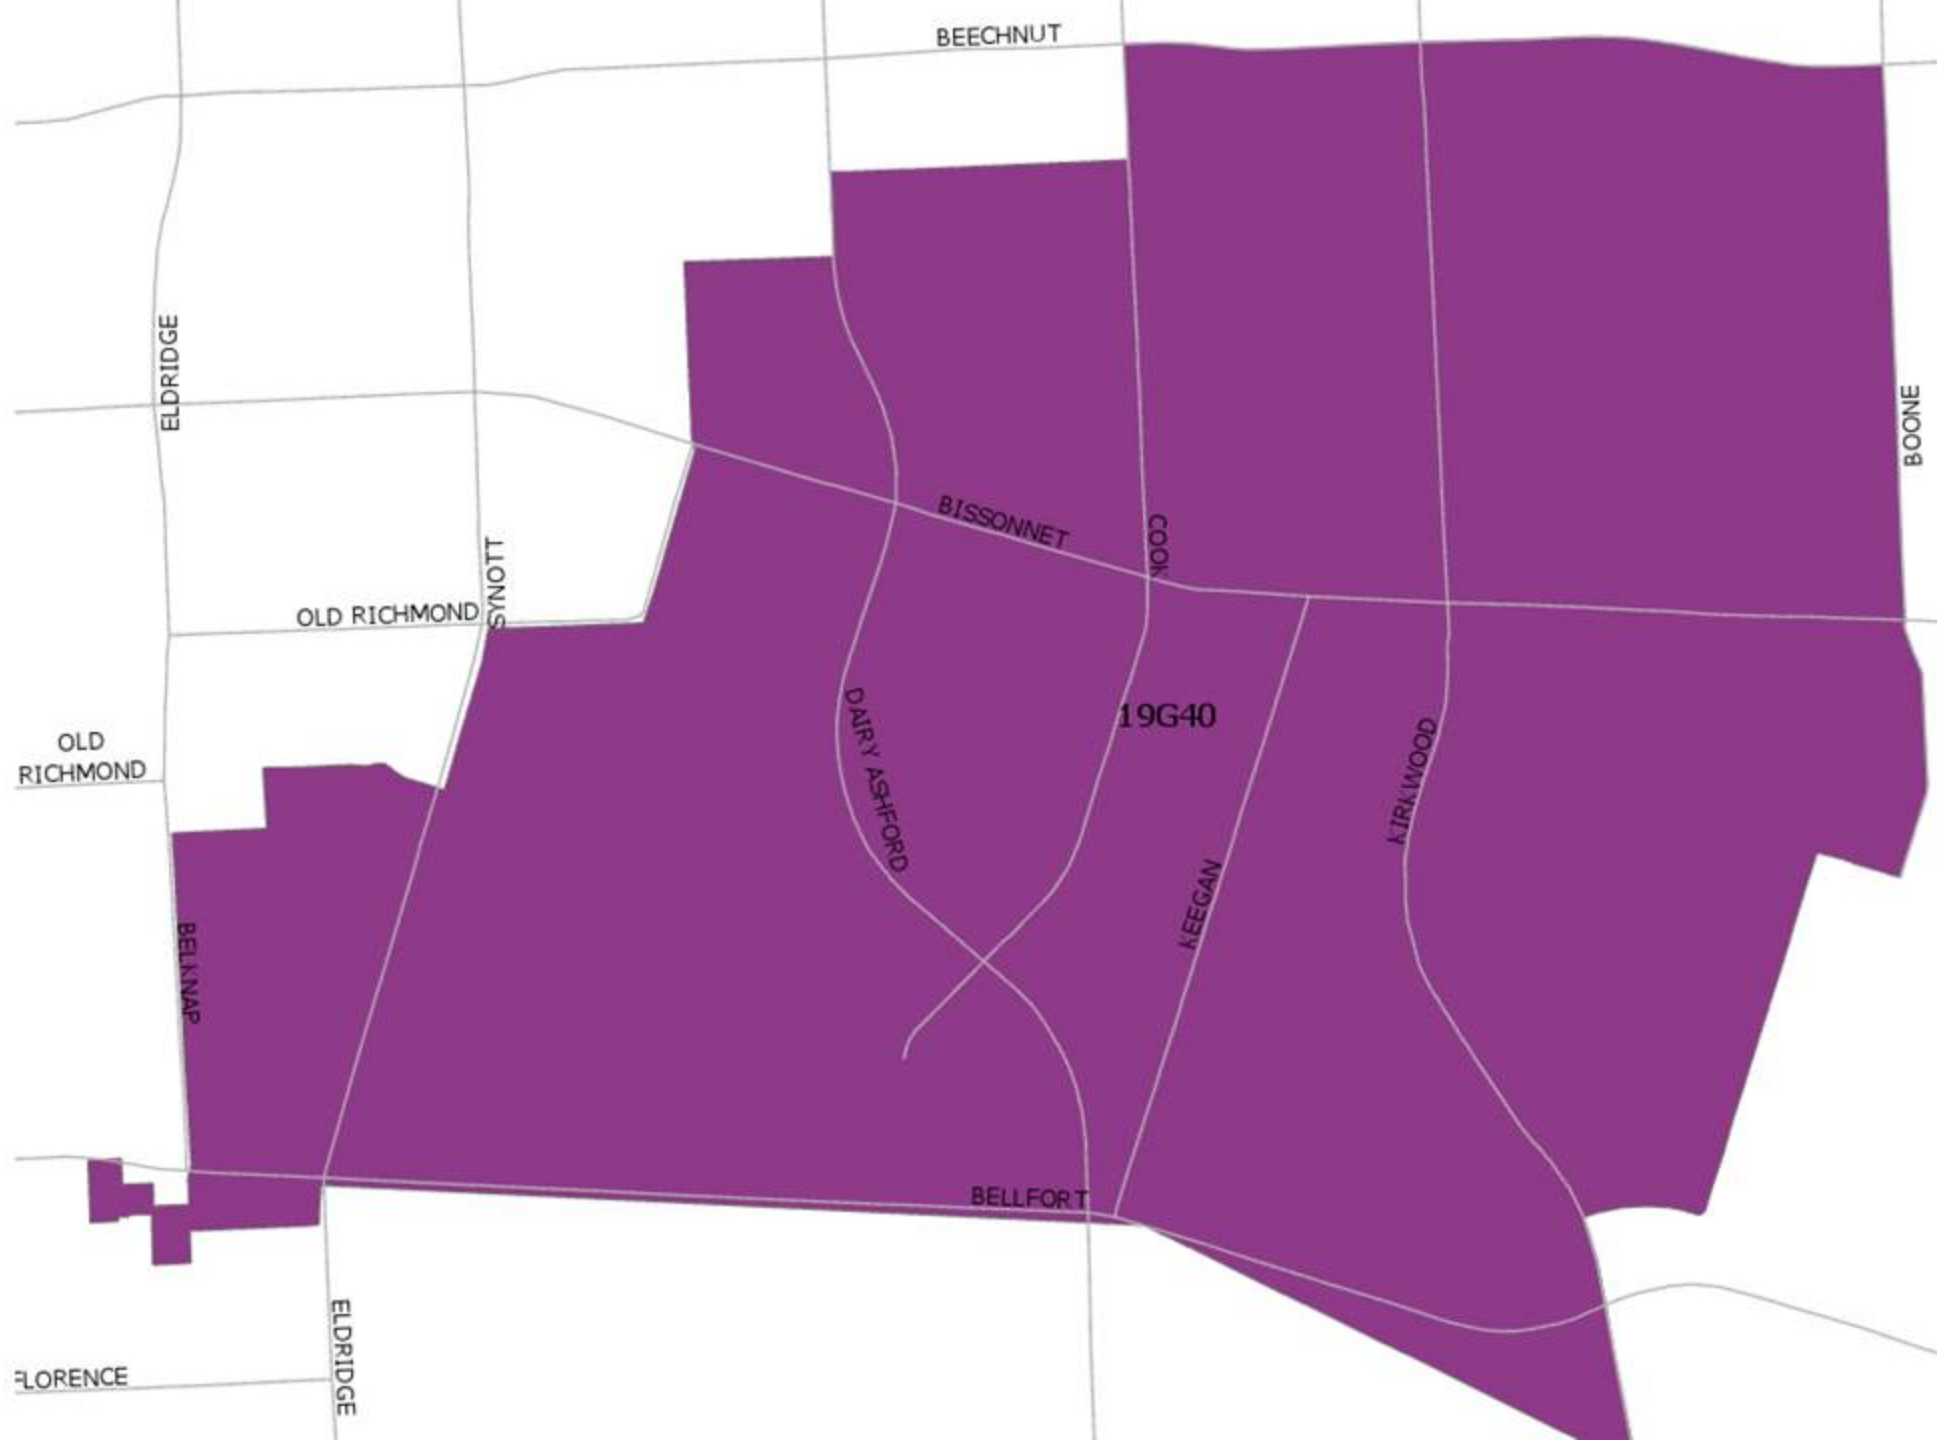 BEECHNUT
ELDRIDGE
BOONE
BISSONNET
COOK
SYNOTT
OLD RICHMOND
DAIRY ASHFORD
19G40
KIRKWOOD
OLD
RICHMOND
KEEGAN
BELKNAP
BELLFORT
ELDRIDGE
FLORENCE